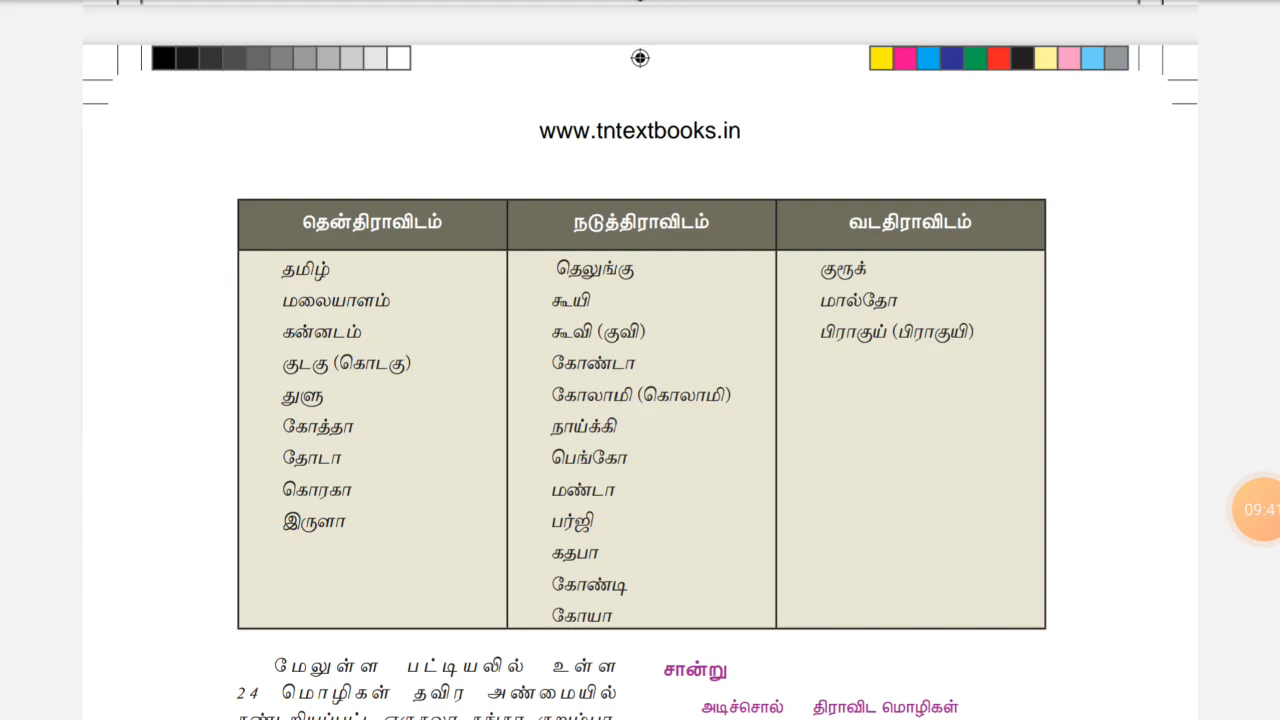 www.tntextbooks.in
தென்திராவிடம் நடுத்திராவிடம் வடதிராவிடம்
தமிழ் தெலுங்கு குரூக்
மலையாளம் கூயி மால்தோ
கன்னடம் கூவி (குவி) பிராகுய் (பிராகுயி)
குடகு (கொடகு) கோண்டா
துளு கோலாமி (கொலாமி)
கோத்தா நாய்க்கி
தோடா பெங்கோ
கொரகா மண்டா
இருளா பர்ஜி
கதபா
கோண்டி
கோயா
09:41
மேலுள்ள பட்டியலில் உள்ள
24 மொழிகள் தவிர அண்மையில்
சான்று
அடிச்சொல் திராவிட மொழிகள்